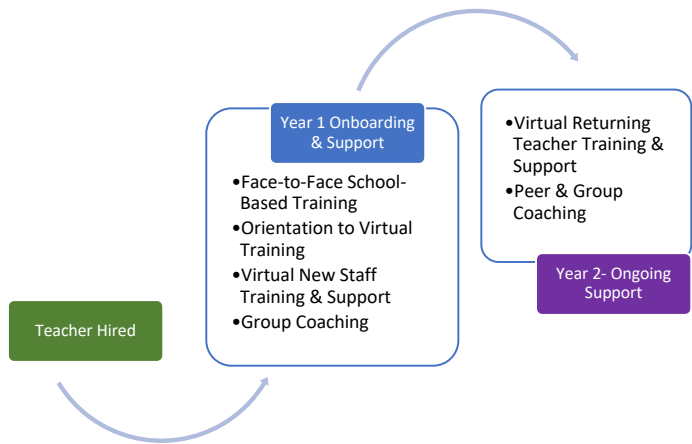 Teacher Hired
Year 1 Onboarding
& Support
•Face-to-Face School-
Based Training
•Orientation to Virtual
Training
•Virtual New Staff
Training & Support
•Group Coaching
•Virtual Returning
Teacher Training &
Support
•Peer & Group
Coaching
Year 2- Ongoing
Support